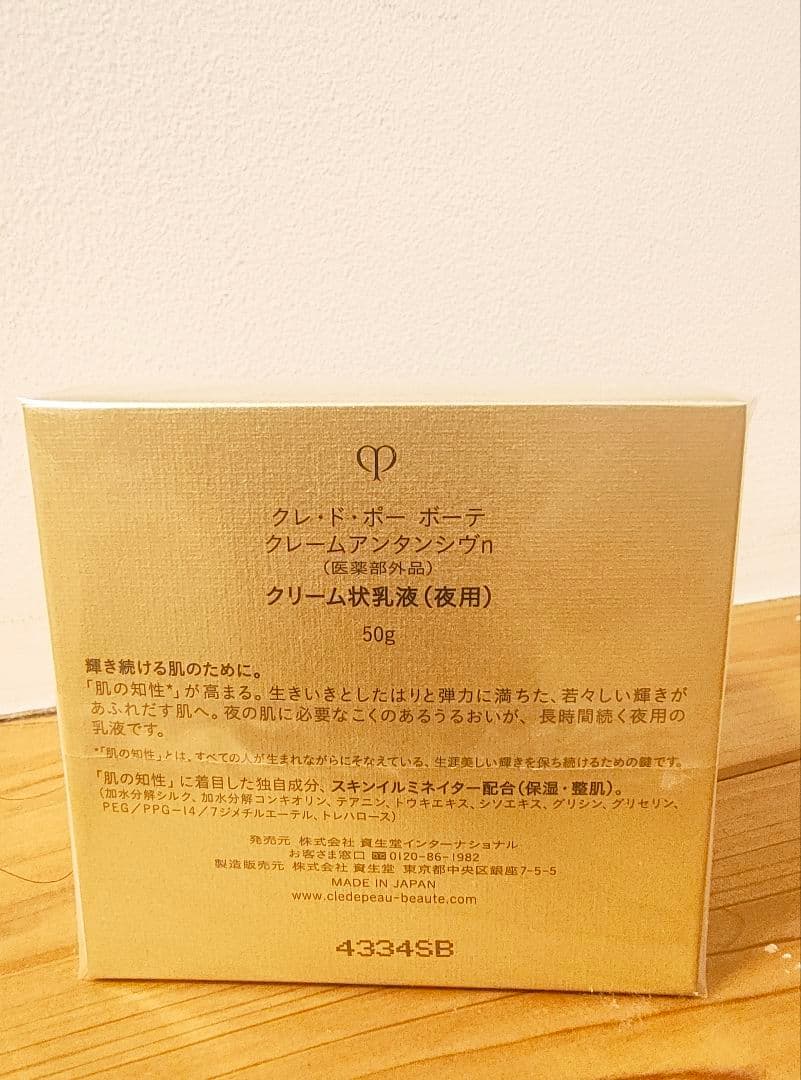 クレ・ド・ポー ボーテ
クレームアンタンシヴn
（医薬部外品）
クリーム状乳液（夜用）
50g
輝き続ける肌のために。
「肌の知性*」が高まる。生きいきとしたはりと弾力に満ちた、若々しい輝きが
あふれだす肌へ。夜の肌に必要なこくのあるうるおいが、長時間続く夜用の
乳液です。
*「肌の知性」とは、すべての人が生まれながらにそなえている、生涯美しい輝きを保ち続けるための鍵です。
「肌の知性」に着目した独自成分、スキンイルミネイター配合（保湿・整肌）。
（加水分解シルク、加水分解コンキオリン、テアニン、トウキエキス、シソエキス、グリシン、グリセリン、
PEG／PPG-14／7ジメチルエーテル、トレハロース）
発売元 株式会社 資生堂インターナショナル
お客さま窓口 0120-86-1982
製造販売元 株式会社 資生堂 東京都中央区銀座7-5-5
MADE IN JAPAN
www.cledepeau-beaute.com
4334SB